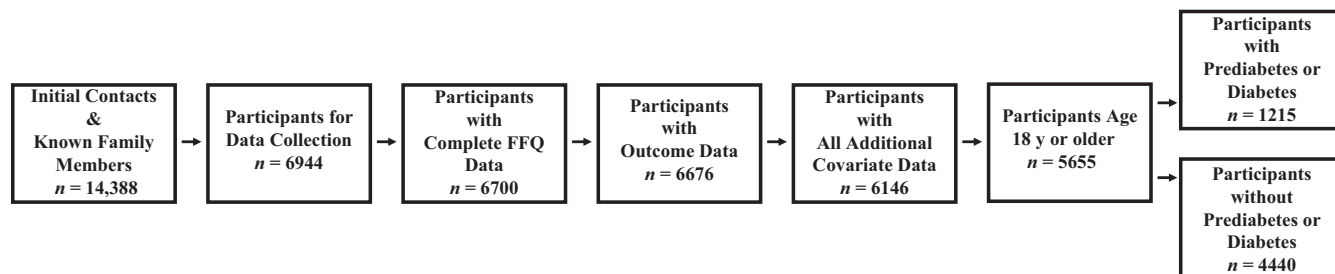 Initial Contacts
&
Known Family
Members
n = 14,388
Participants for
Data Collection
n = 6944
Participants
with
Complete FFQ
Data
n = 6700
Participants
with
Outcome Data
n = 6676
Participants
with
All Additional
Covariate Data
n = 6146
Participants Age
18 y or older
n = 5655
Participants
with
Prediabetes or
Diabetes
n = 1215
Participants
without
Prediabetes or
Diabetes
n = 4440